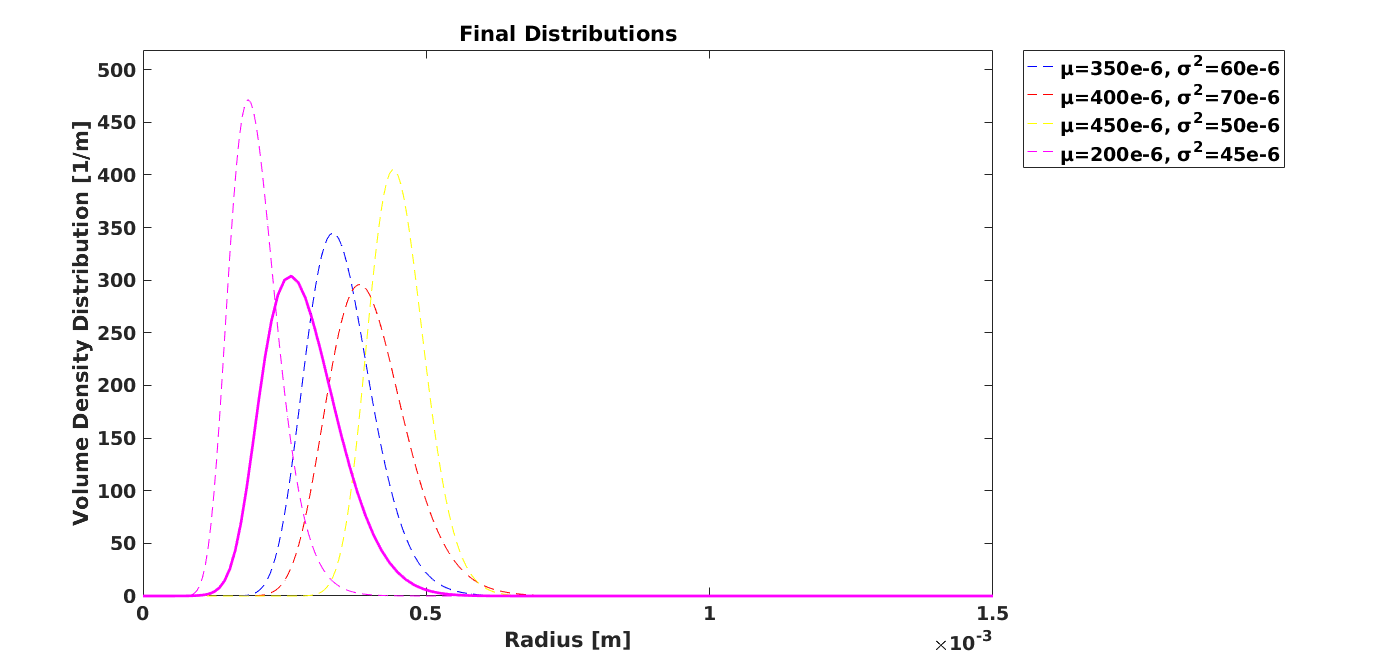 Final Distributions
μ=350e-6, σ²=60e-6
μ=400e-6, σ²=70e-6
μ=450e-6, σ²=50e-6
μ=200e-6, σ²=45e-6
Volume Density Distribution [1/m]
500
450
400
350
300
250
200
150
100
50
0
0 0.5 1 1.5
×10⁻³
Radius [m]